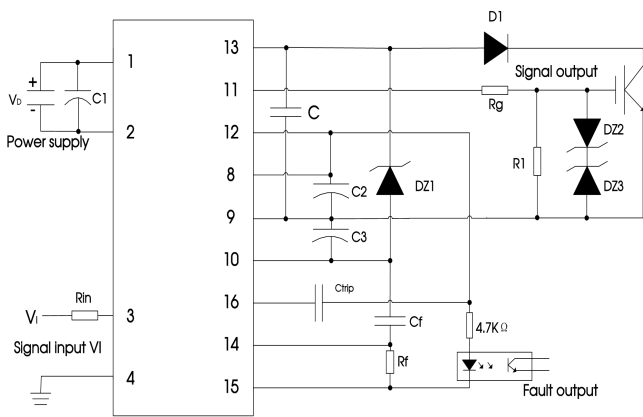 D1
13
1
Signal output
+
VD
-
C1
11
Rg
C
12
2
Power supply
DZ2
R1
8
C2
DZ1
DZ3
9
C3
10
Ctrip
Rin
16
VI
3
Cf
4.7KΩ
14
Signal input VI
Rf
4
15
Fault output